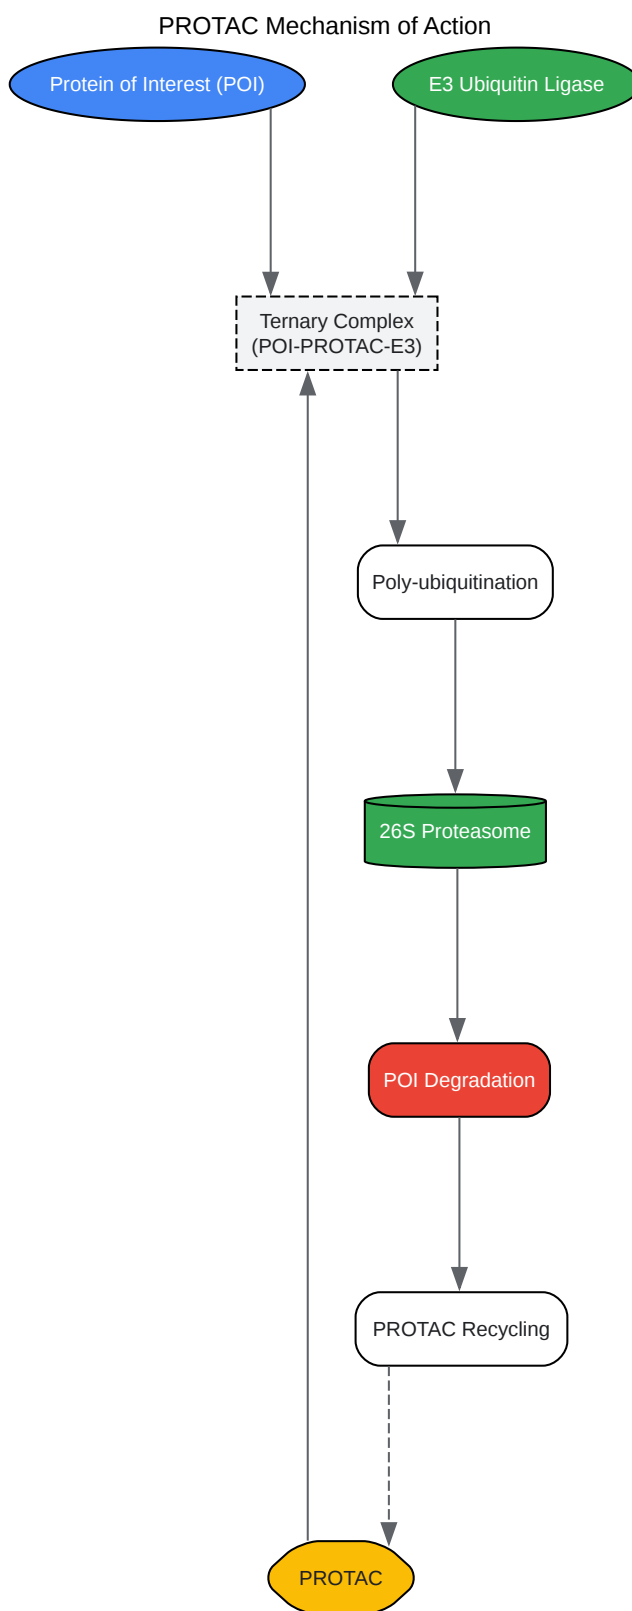 PROTAC Mechanism of Action
Protein of Interest (POI)
E3 Ubiquitin Ligase
Ternary Complex
(POI-PROTAC-E3)
Poly-ubiquitination
26S Proteasome
POI Degradation
PROTAC Recycling
PROTAC